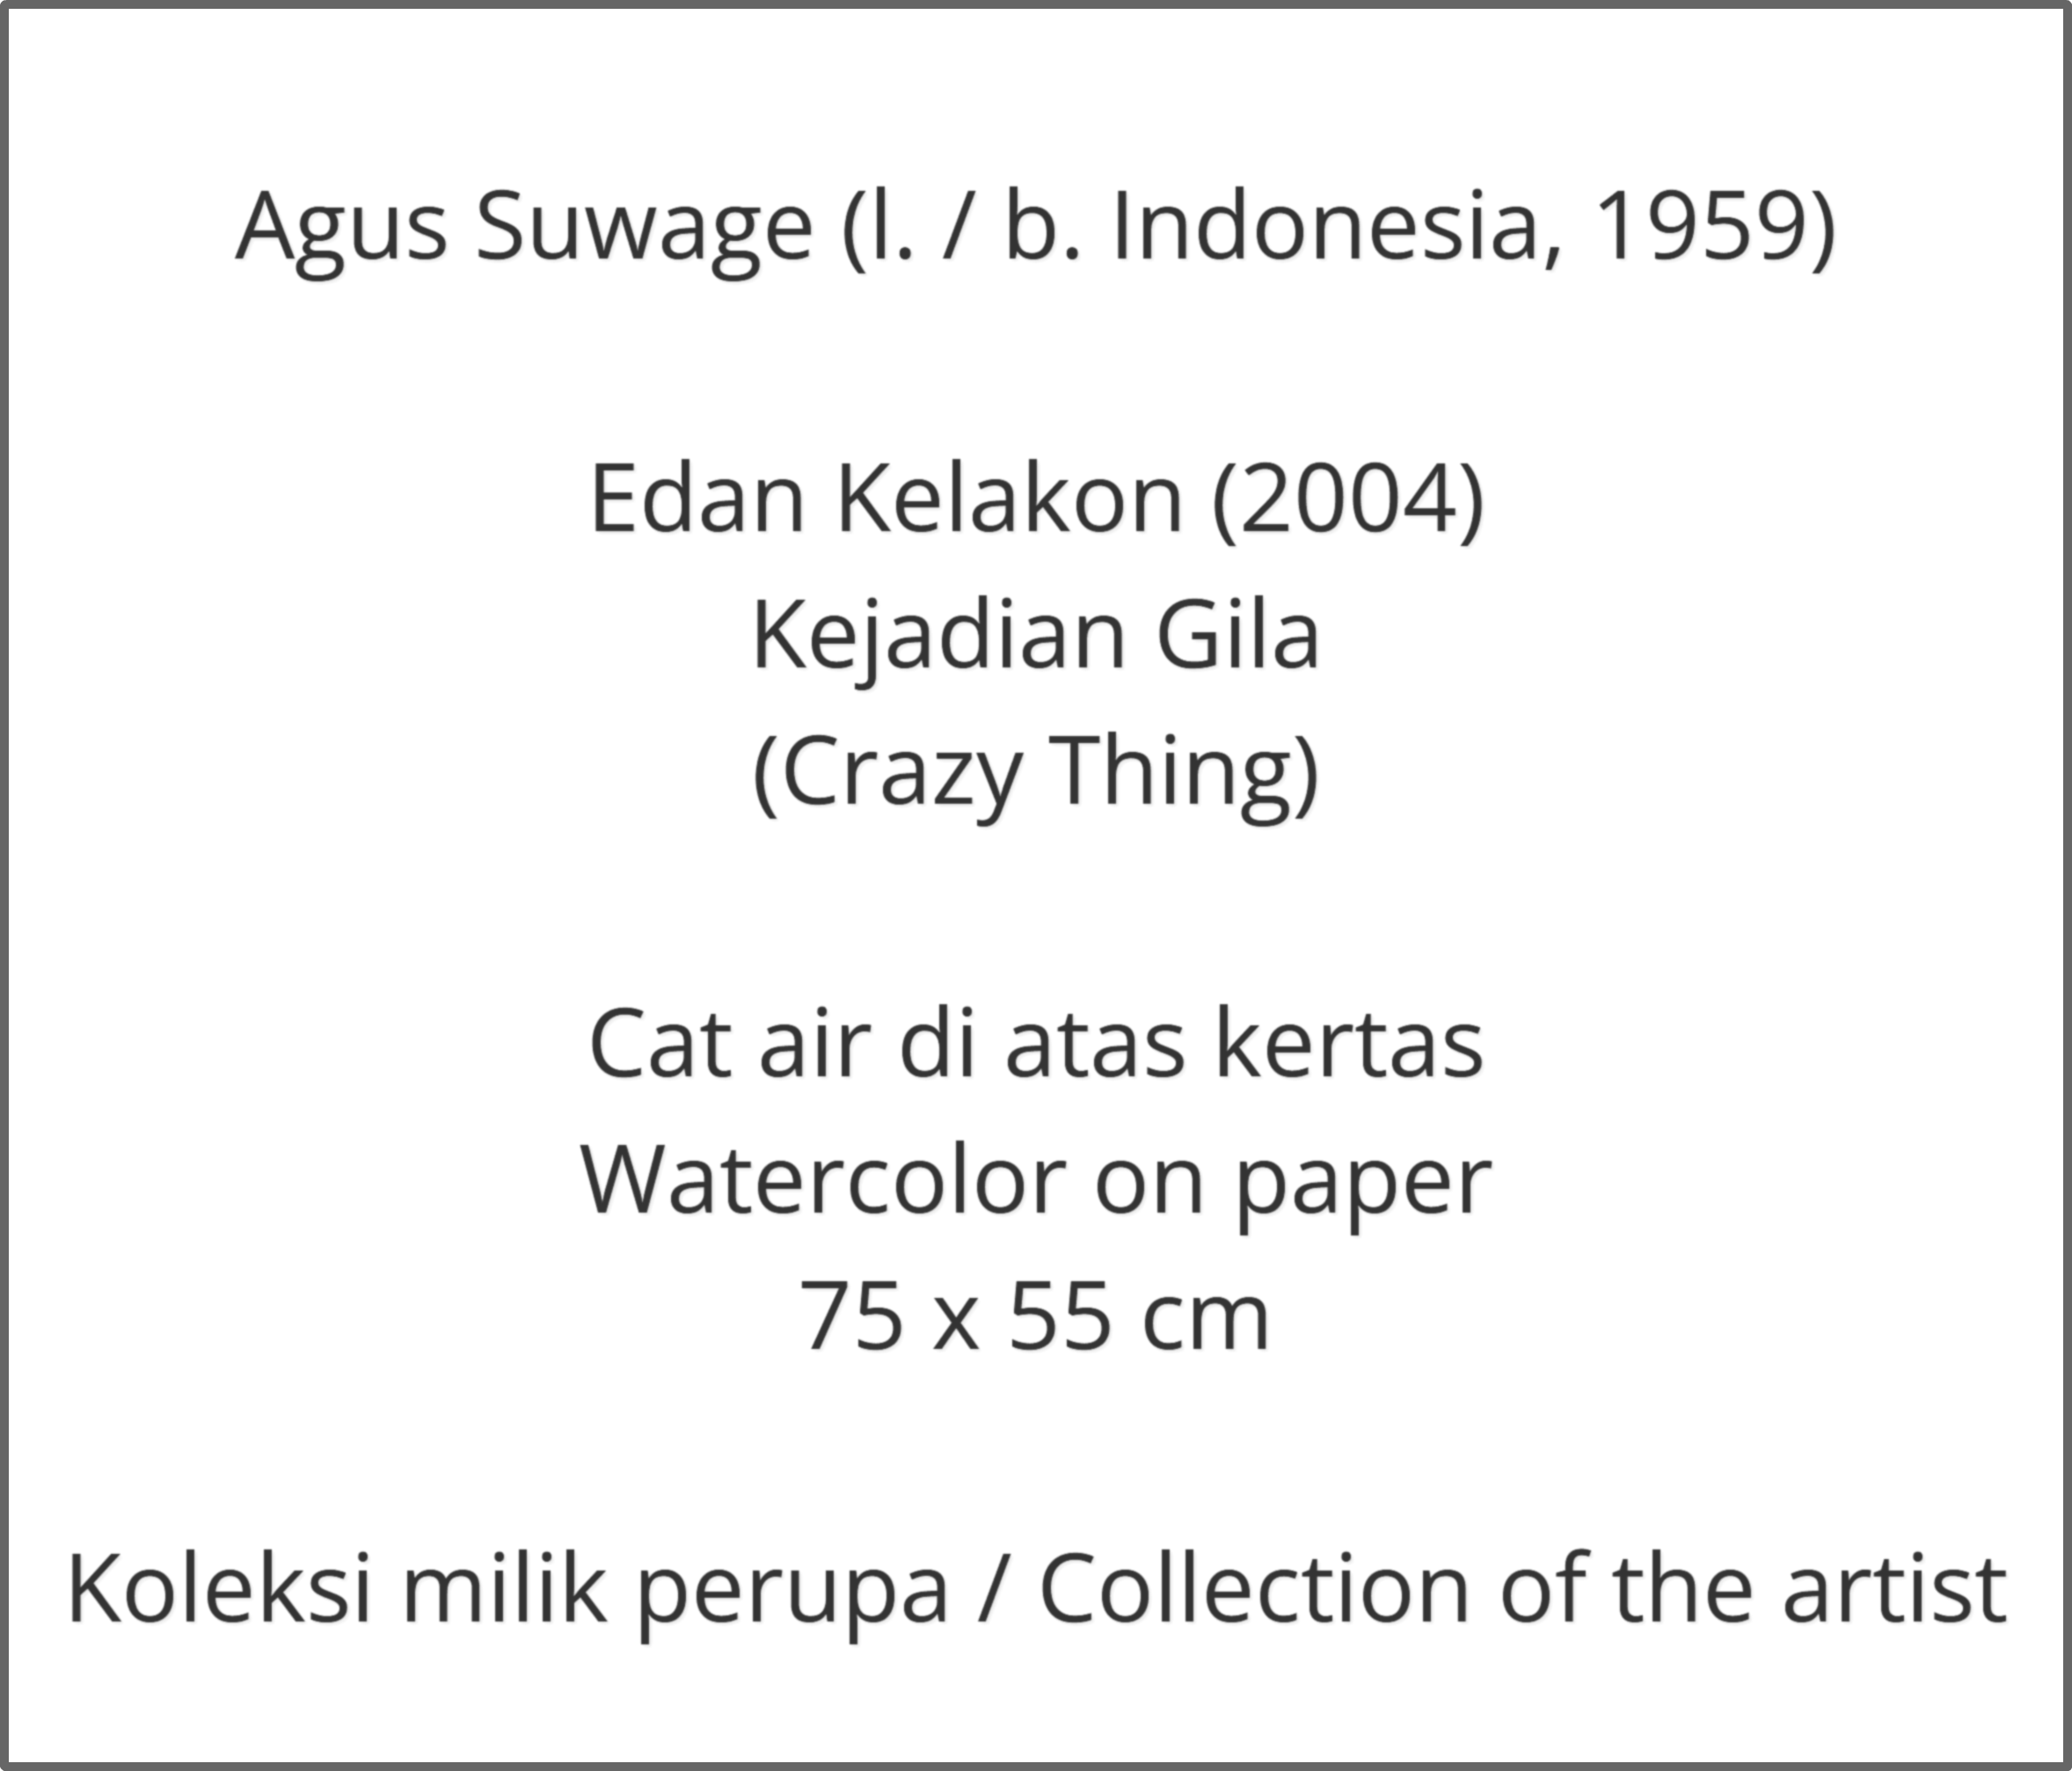 Agus Suwage (l. / b. Indonesia, 1959)
Edan Kelakon (2004)
Kejadian Gila
(Crazy Thing)
Cat air di atas kertas
Watercolor on paper
75 x 55 cm
Koleksi milik perupa / Collection of the artist